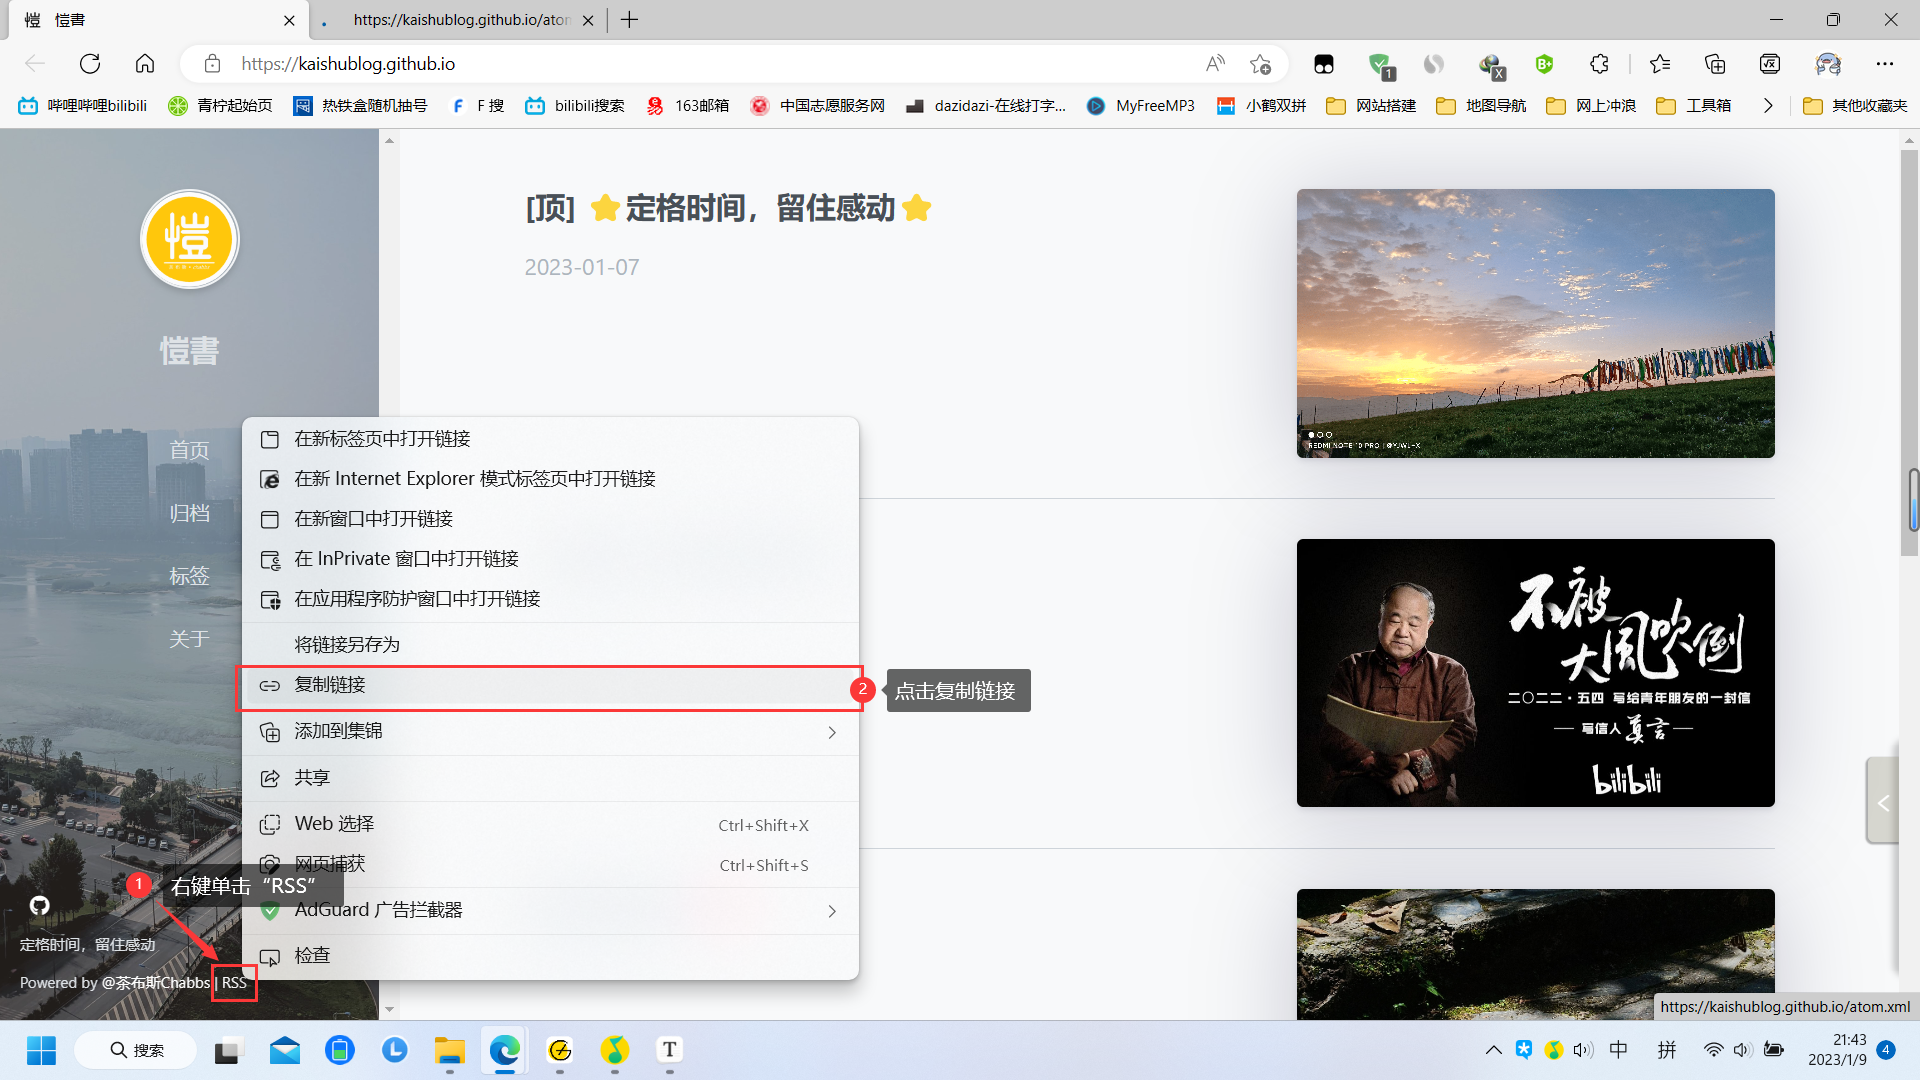 愷書
https://kaishublog.github.io/atom
https://kaishublog.github.io
1
X
B+
哔哩哔哩bilibili
青柠起始页
热铁盒随机抽号
F 搜
bilibili搜索
163邮箱
中国志愿服务网
dazidazi-在线打字...
MyFreeMP3
小鹤双拼
网站搭建
地图导航
网上冲浪
工具箱
其他收藏夹
愷
愷書
首页
归档
标签
关于
定格时间，留住感动
Powered by @茶布斯Chabbs | RSS
[顶] ⭐定格时间，留住感动⭐
2023-01-07
REDMI NOTE 10 PRO | @YJWL-X
不被
大风吹倒
二〇二二·五四 写给青年朋友的一封信
写信人 莫言
bilibili
在新标签页中打开链接
在新 Internet Explorer 模式标签页中打开链接
在新窗口中打开链接
在 InPrivate 窗口中打开链接
在应用程序防护窗口中打开链接
将链接另存为
复制链接
2 点击复制链接
添加到集锦
共享
Web 选择 Ctrl+Shift+X
网页捕获 Ctrl+Shift+S
1 右键单击“RSS”
AdGuard 广告拦截器
检查
https://kaishublog.github.io/atom.xml
搜索
T
中
拼
21:43
2023/1/9
4